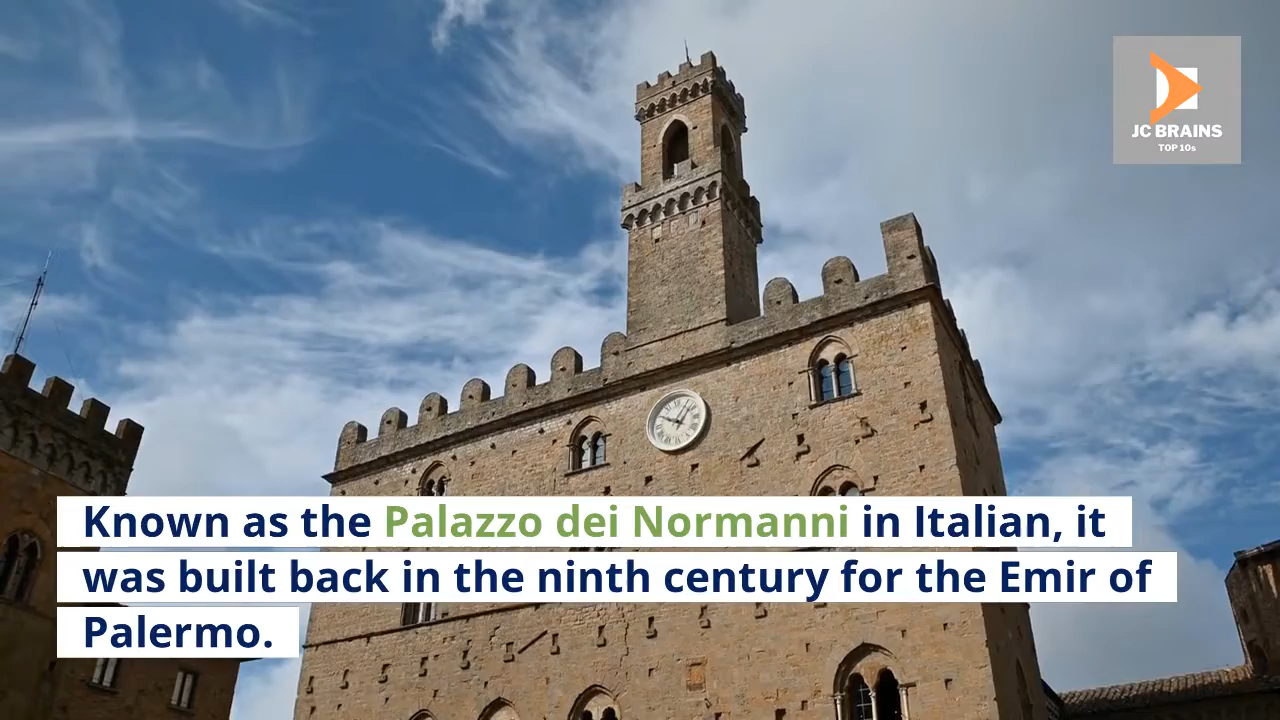 JC BRAINS
TOP 10s
Known as the Palazzo dei Normanni in Italian, it
was built back in the ninth century for the Emir of
Palermo.